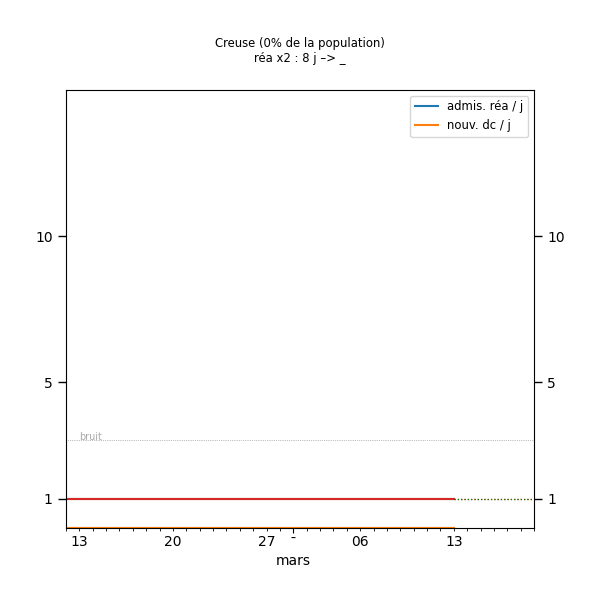 Creuse (0% de la population)
réa x2 : 8 j –> _
admis. réa / j
nouv. dc / j
10 10
5 5
bruit
1 1
13 20 27 - 06 13
mars